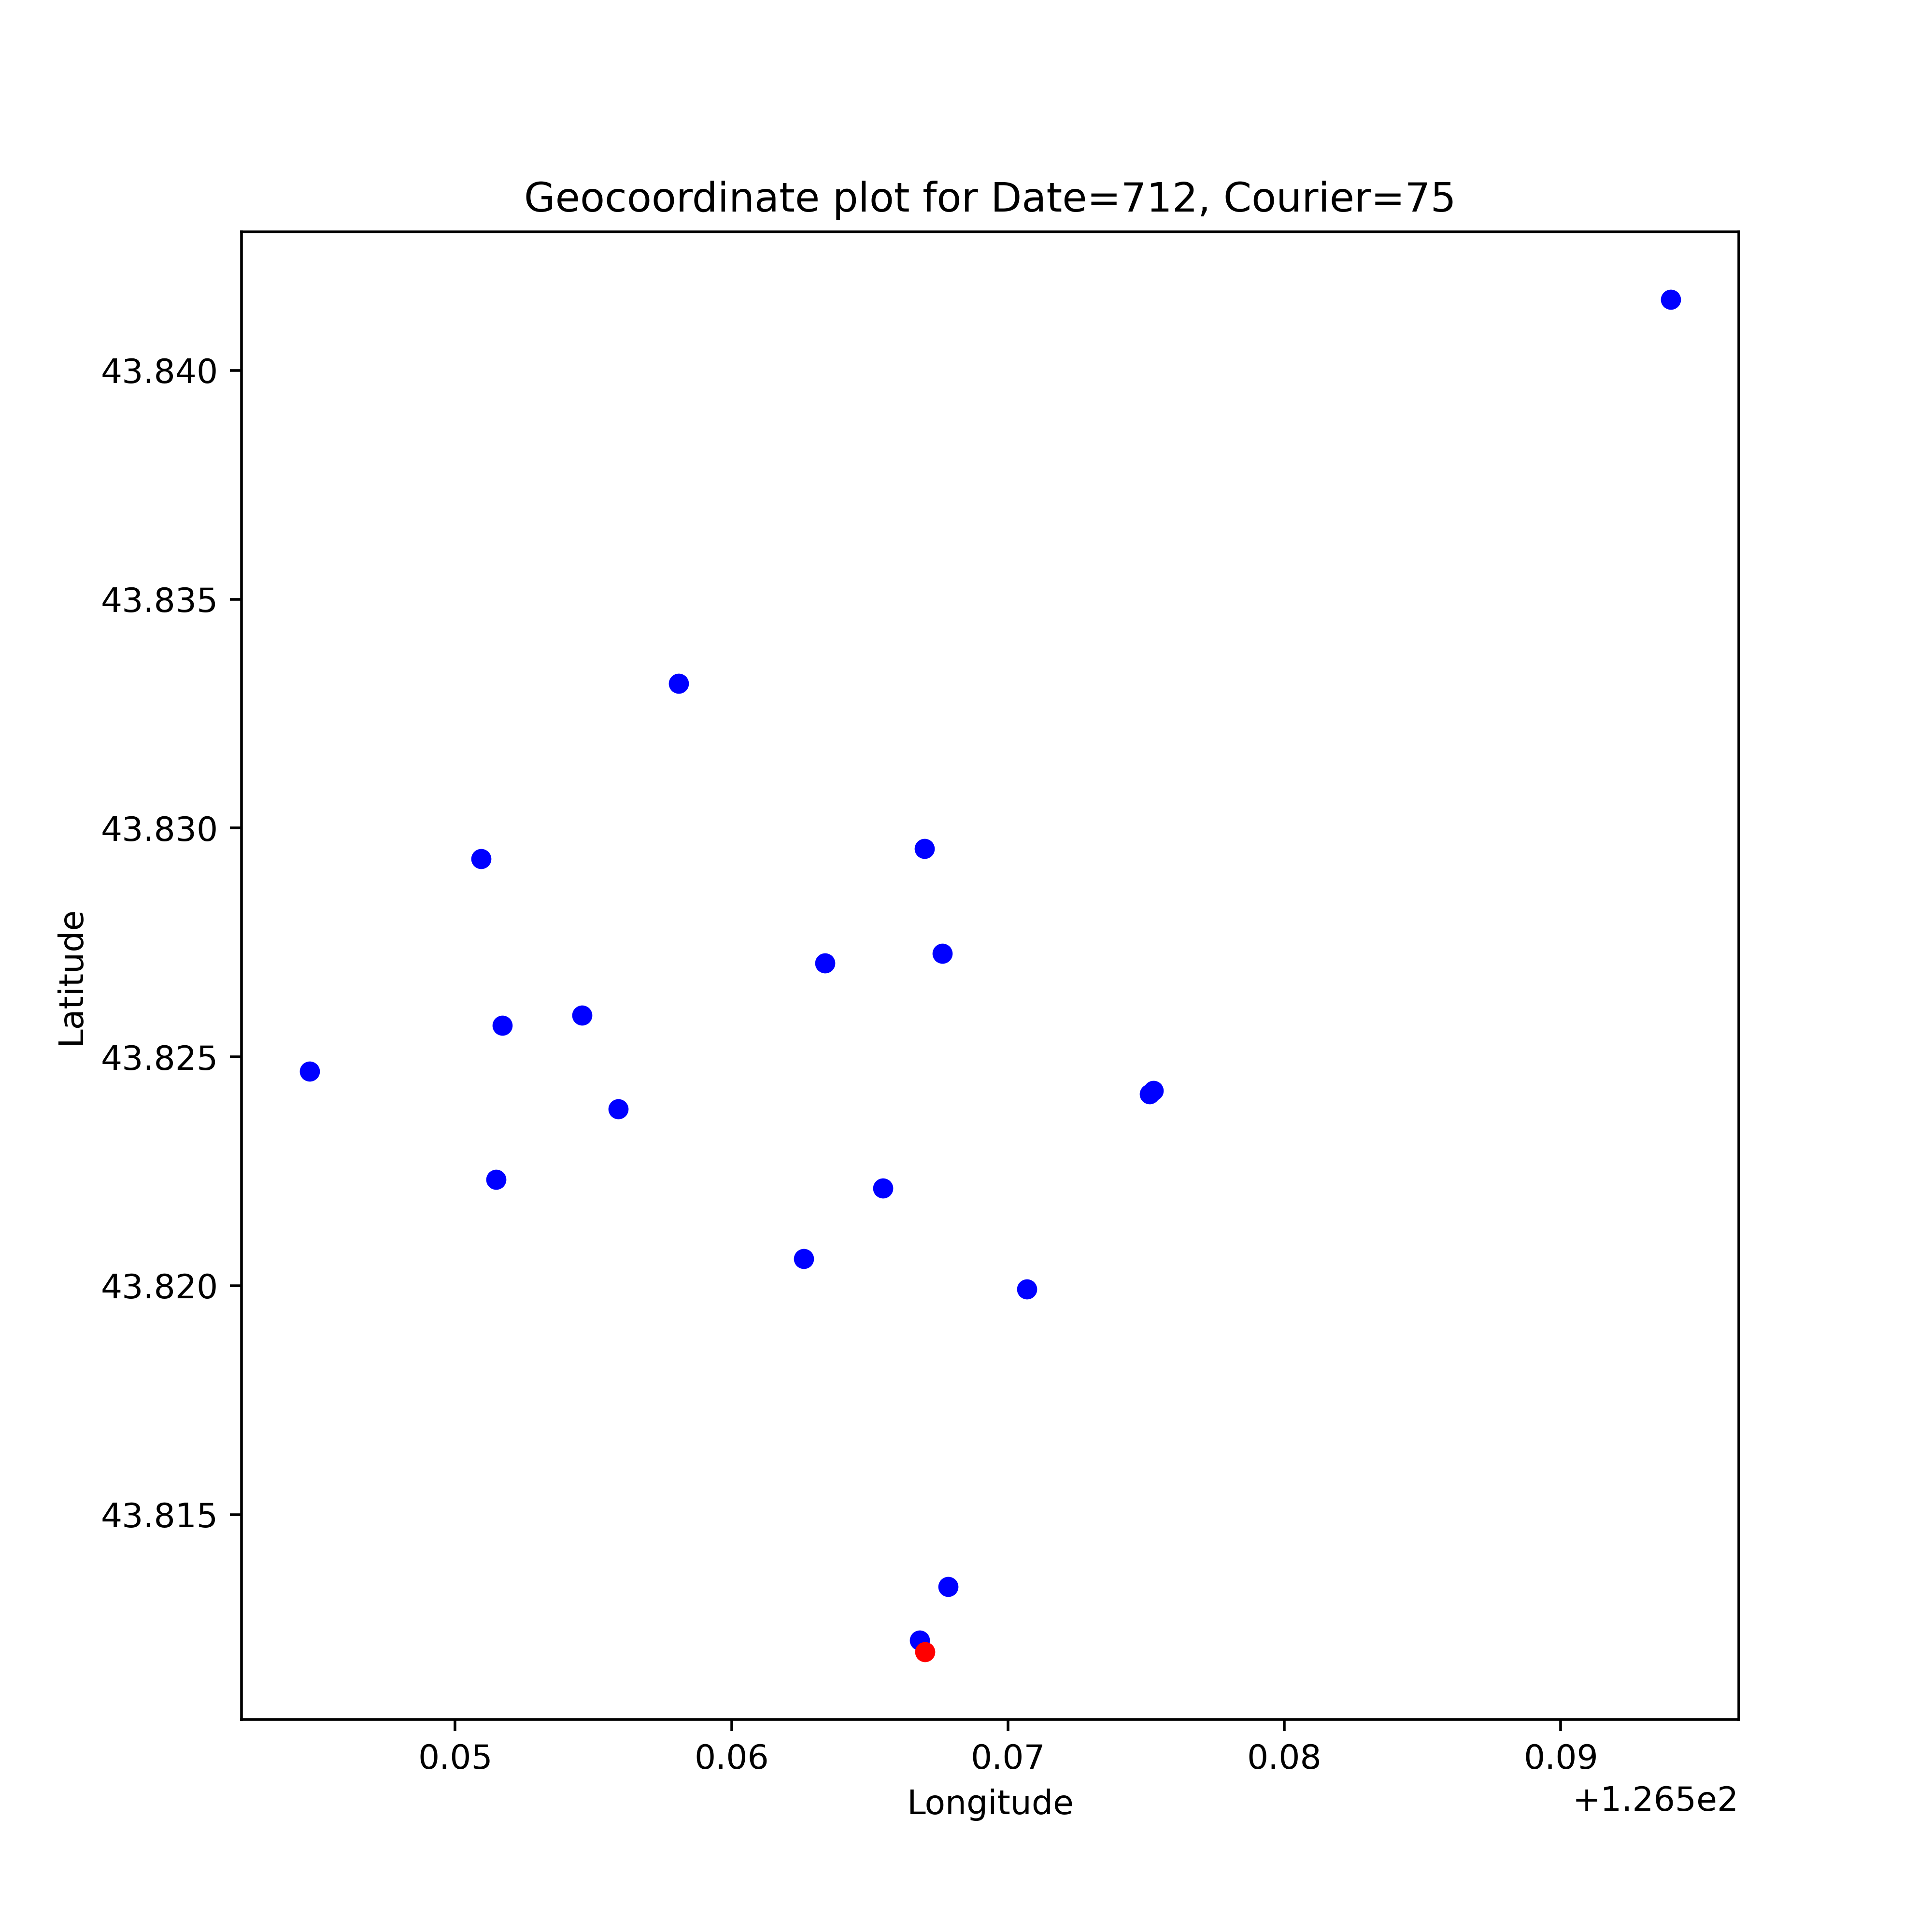 Geocoordinate plot for Date=712, Courier=75
43.840
43.835
43.830
43.825
43.820
43.815
Latitude
0.05 0.06 0.07 0.08 0.09
Longitude
+1.265e2